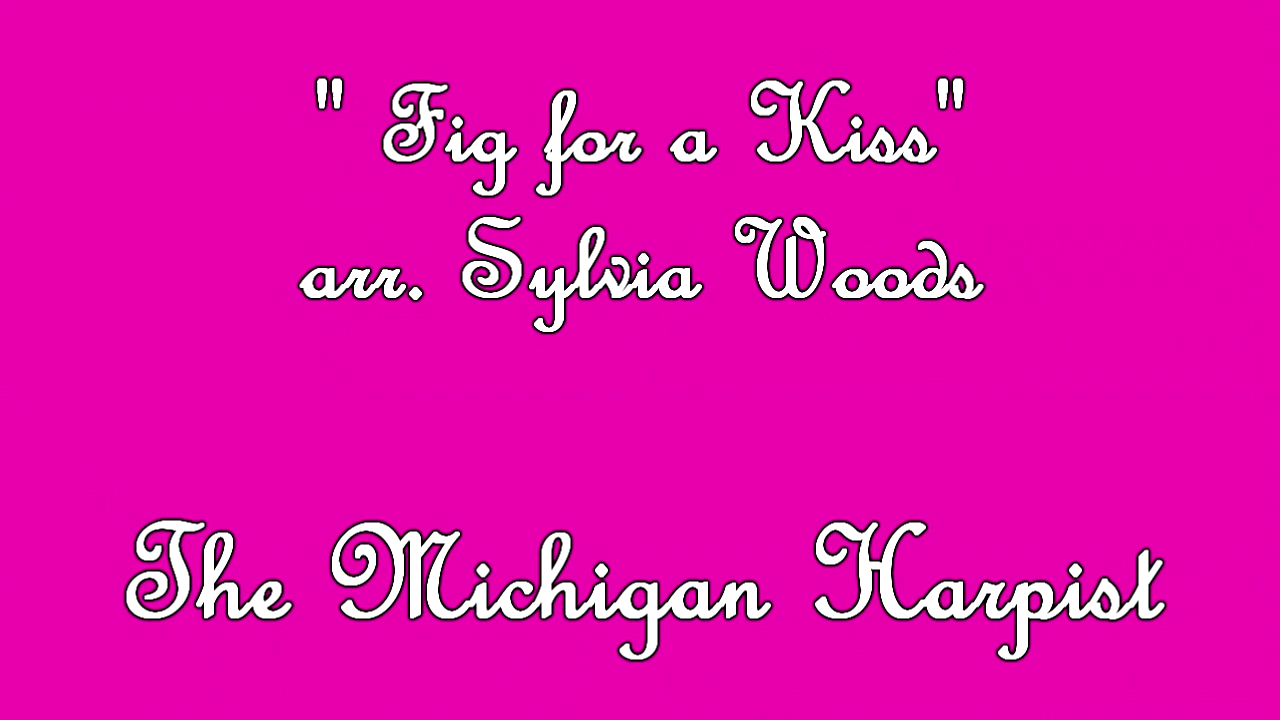 " Fig for a Kiss"
arr. Sylvia Woods
The Michigan Harpist